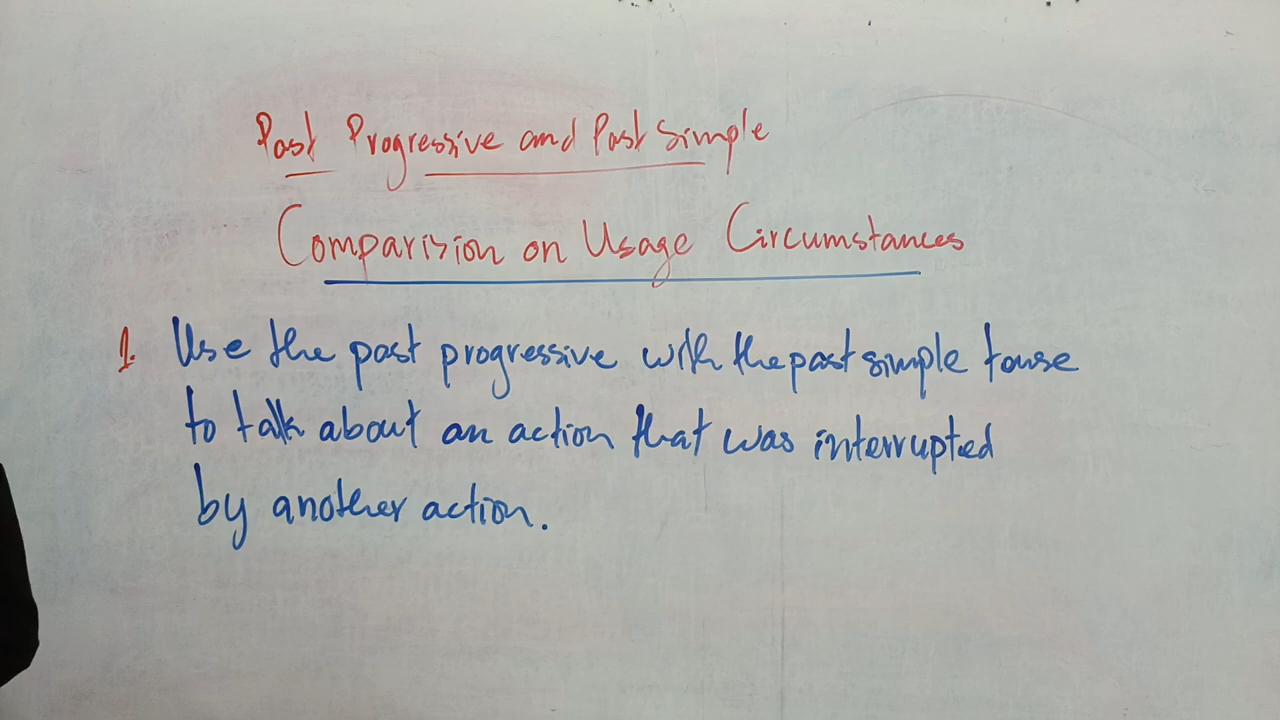 Past Progressive and Past Simple
Comparision on Usage Circumstances
1. Use the past progressive with the past simple tense
to talk about an action that was interrupted
by another action.